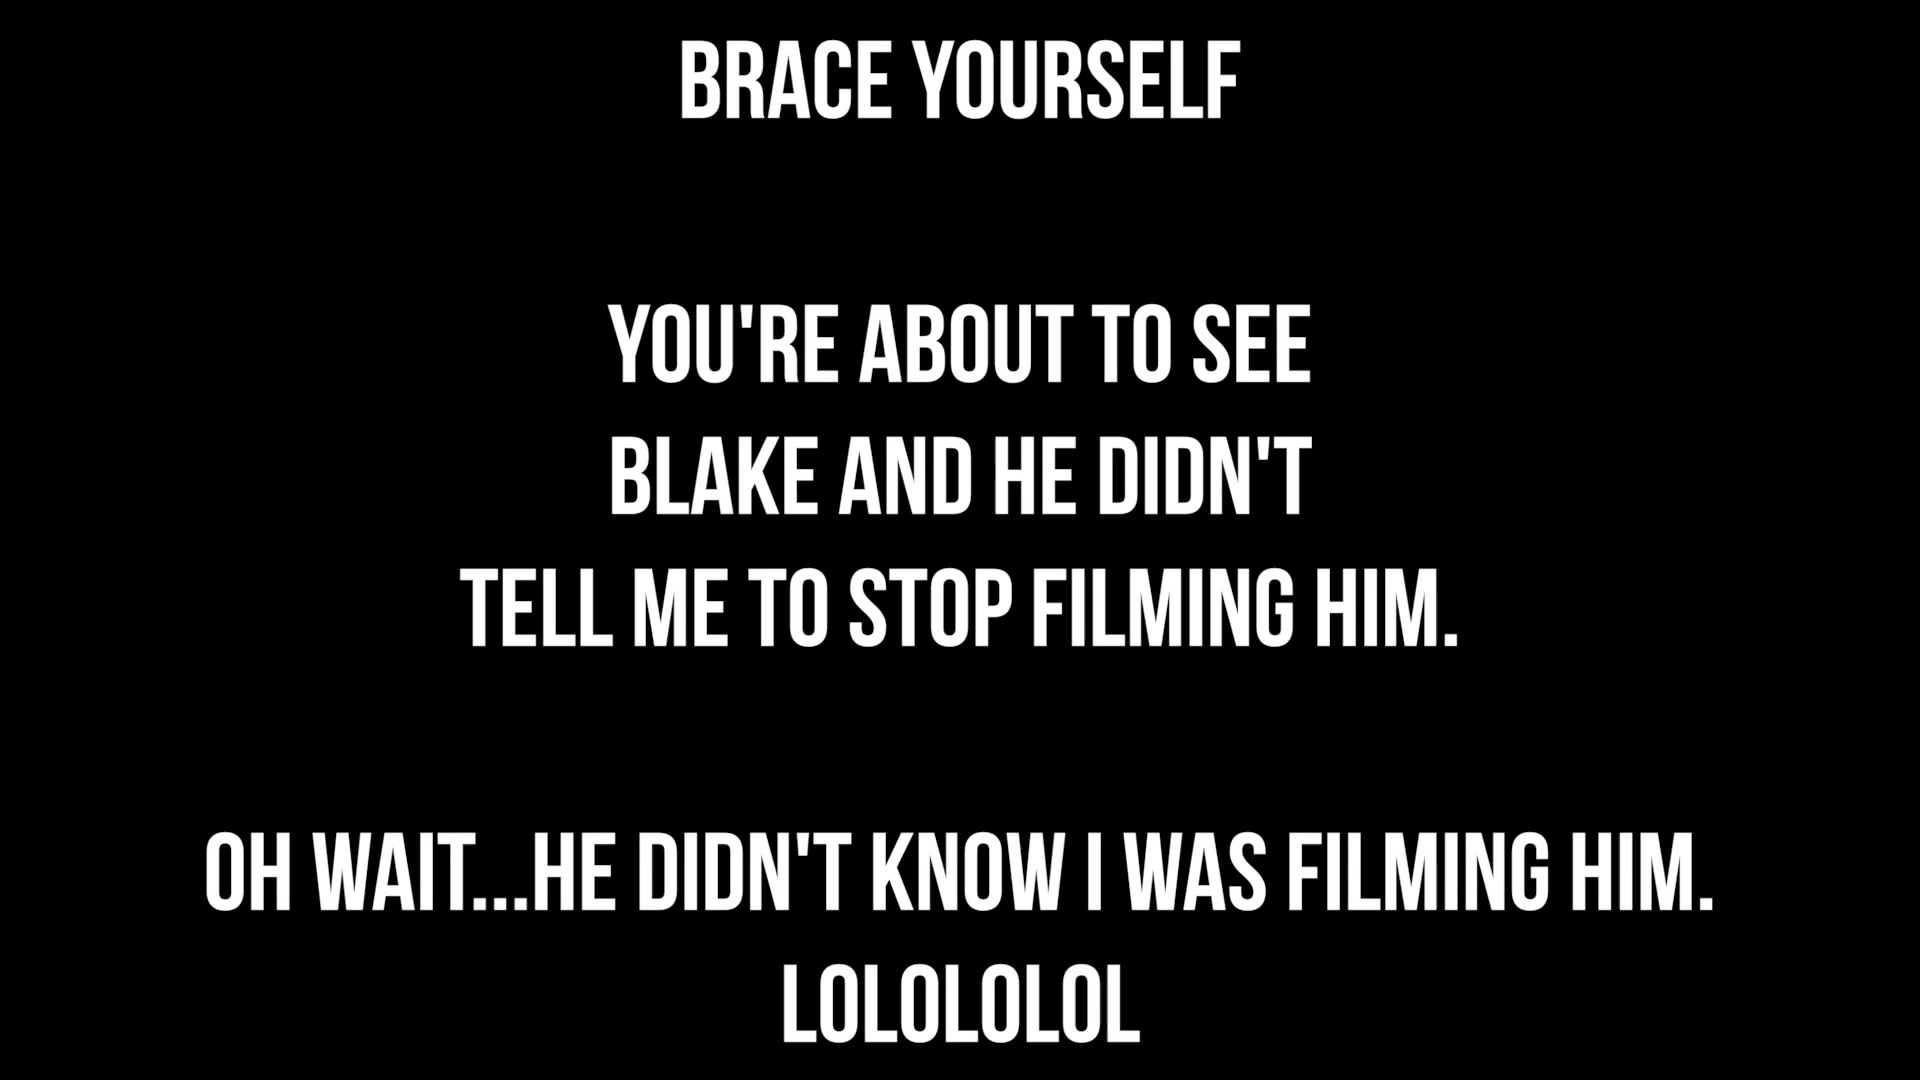 BRACE YOURSELF
YOU'RE ABOUT TO SEE
BLAKE AND HE DIDN'T
TELL ME TO STOP FILMING HIM.
OH WAIT...HE DIDN'T KNOW I WAS FILMING HIM.
LOLOLOLOL